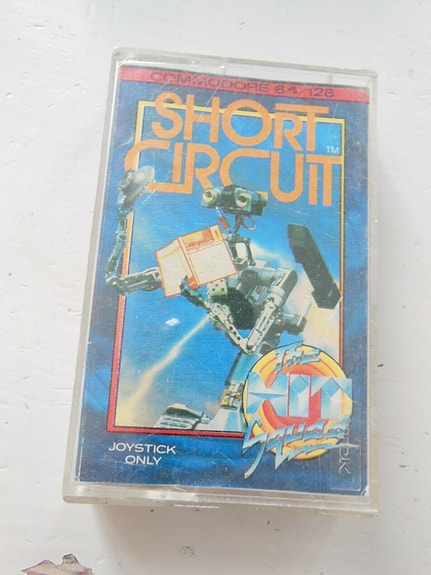 COMMODORE 64/128
SHORT
CIRCUIT
TM
THE
HIT
SQUAD
JOYSTICK
ONLY